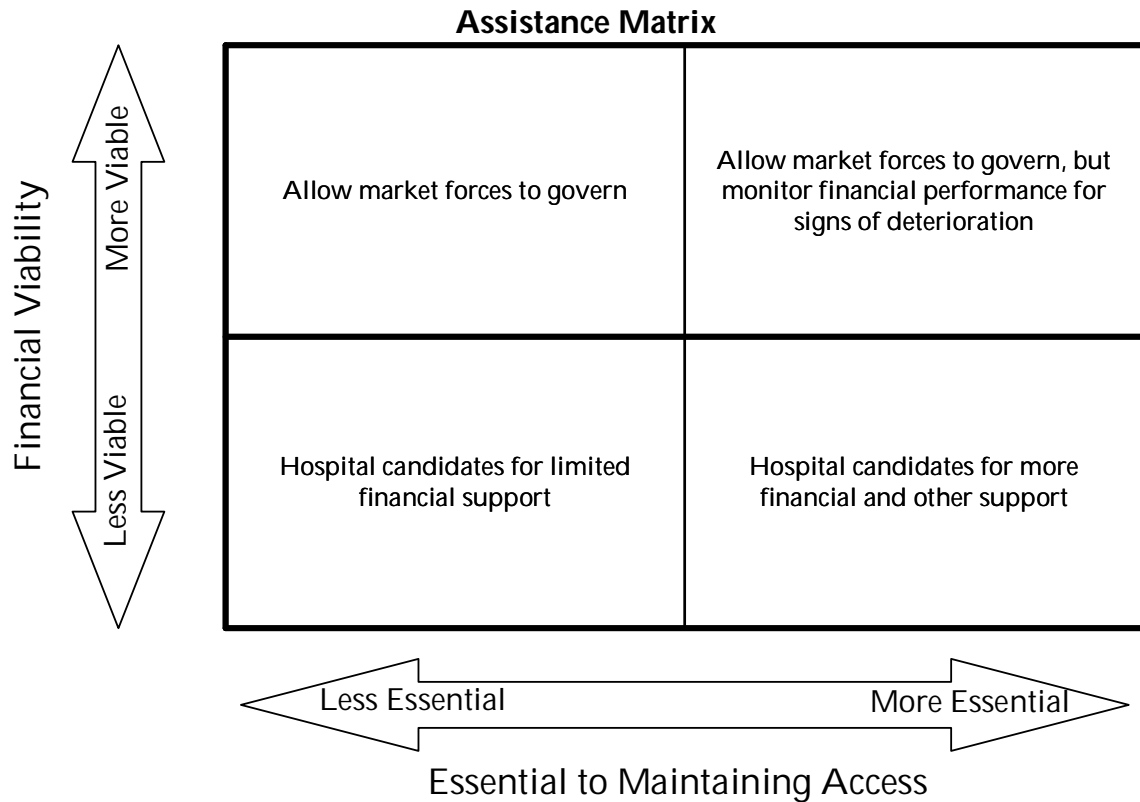 Assistance Matrix
Financial Viability
More Viable
Less Viable
Allow market forces to govern
Allow market forces to govern, but
monitor financial performance for
signs of deterioration
Hospital candidates for limited
financial support
Hospital candidates for more
financial and other support
Less Essential
More Essential
Essential to Maintaining Access